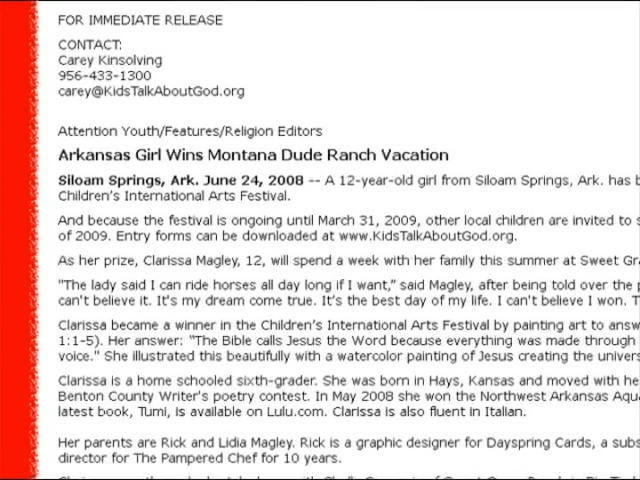 FOR IMMEDIATE RELEASE
CONTACT:
Carey Kinsolving
956-433-1300
carey@KidsTalkAboutGod.org
Attention Youth/Features/Religion Editors
Arkansas Girl Wins Montana Dude Ranch Vacation
Siloam Springs, Ark. June 24, 2008 -- A 12-year-old girl from Siloam Springs, Ark. has
Children's International Arts Festival.
And because the festival is ongoing until March 31, 2009, other local children are invited to
of 2009. Entry forms can be downloaded at www.KidsTalkAboutGod.org.
As her prize, Clarissa Magley, 12, will spend a week with her family this summer at Sweet
"The lady said I can ride horses all day long if I want," said Magley, after being told over the
can't believe it. It's my dream come true. It's the best day of my life. I can't believe I won.
Clarissa became a winner in the Children's International Arts Festival by painting art to
1:1-5). Her answer: "The Bible calls Jesus the Word because everything was made through
voice." She illustrated this beautifully with a watercolor painting of Jesus creating the
Clarissa is a home schooled sixth-grader. She was born in Hays, Kansas and moved with
Benton County Writer's poetry contest. In May 2008 she won the Northwest Arkansas
latest book, Tumi, is available on Lulu.com. Clarissa is also fluent in Italian.
Her parents are Rick and Lidia Magley. Rick is a graphic designer for Dayspring Cards, a
director for The Pampered Chef for 10 years.